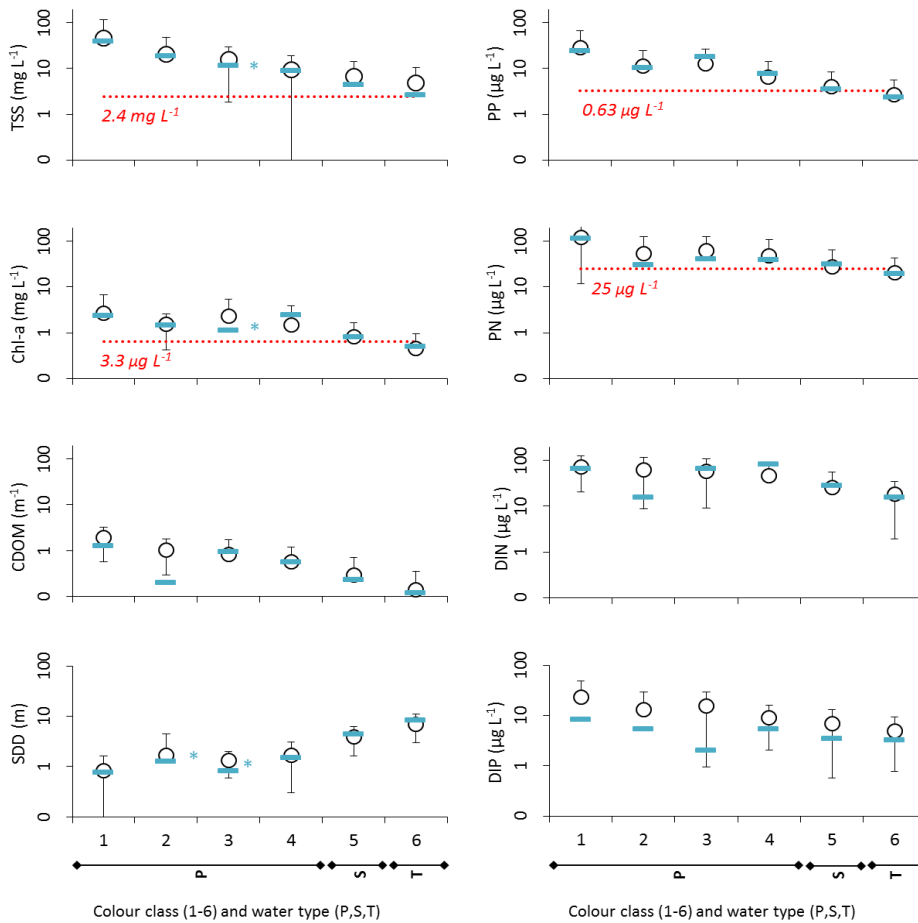 TSS (mg L⁻¹)
100
10
1
0
2.4 mg L⁻¹
*
PP (µg L⁻¹)
100
10
1
0
0.63 µg L⁻¹
Chl-a (mg L⁻¹)
100
10
1
0
3.3 µg L⁻¹
*
PN (µg L⁻¹)
100
10
1
0
25 µg L⁻¹
CDOM (m⁻¹)
100
1
0
DIN (µg L⁻¹)
100
10
1
0
SDD (m)
100
10
1
0
*
*
DIP (µg L⁻¹)
100
10
1
0
1 2 3 4 5 6
P S T
Colour class (1-6) and water type (P,S,T)
1 2 3 4 5 6
P S T
Colour class (1-6) and water type (P,S,T)